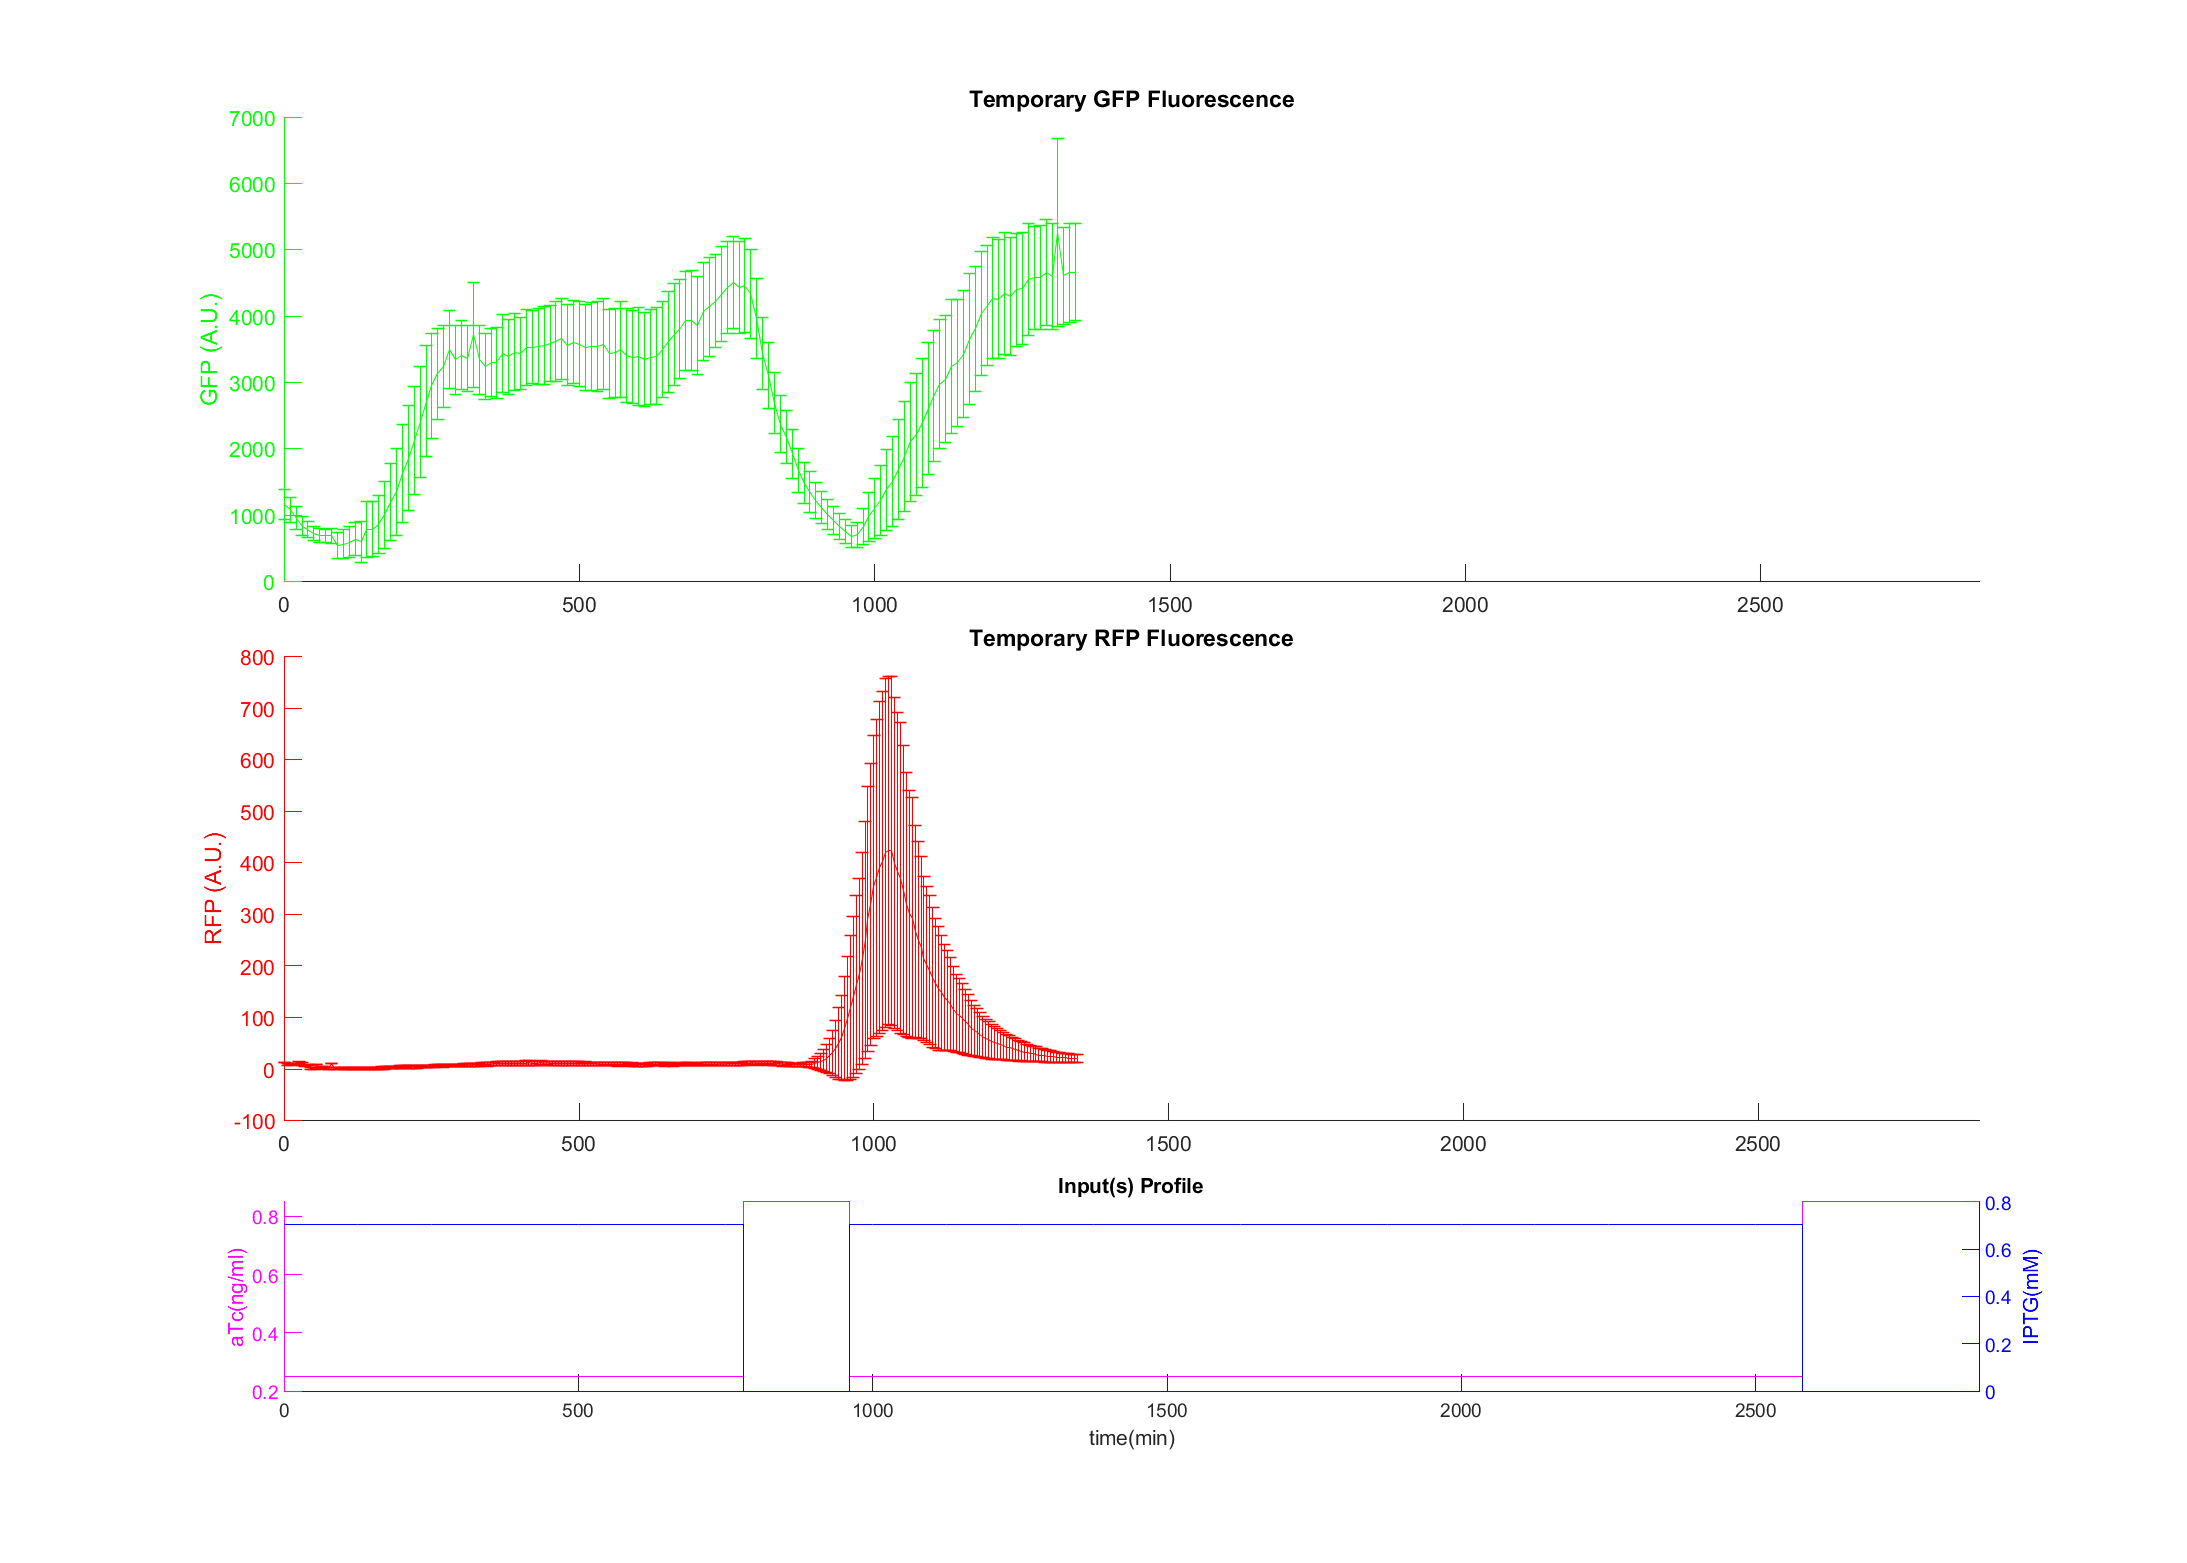 Temporary GFP Fluorescence
7000
6000
5000
4000
3000
2000
1000
0
GFP (A.U.)
0 500 1000 1500 2000 2500
Temporary RFP Fluorescence
800
700
600
500
400
300
200
100
0
-100
RFP (A.U.)
0 500 1000 1500 2000 2500
Input(s) Profile
0.8
0.6
0.4
0.2
aTc(ng/ml)
0.8
0.6
0.4
0.2
0
IPTG(mM)
0 500 1000 1500 2000 2500
time(min)